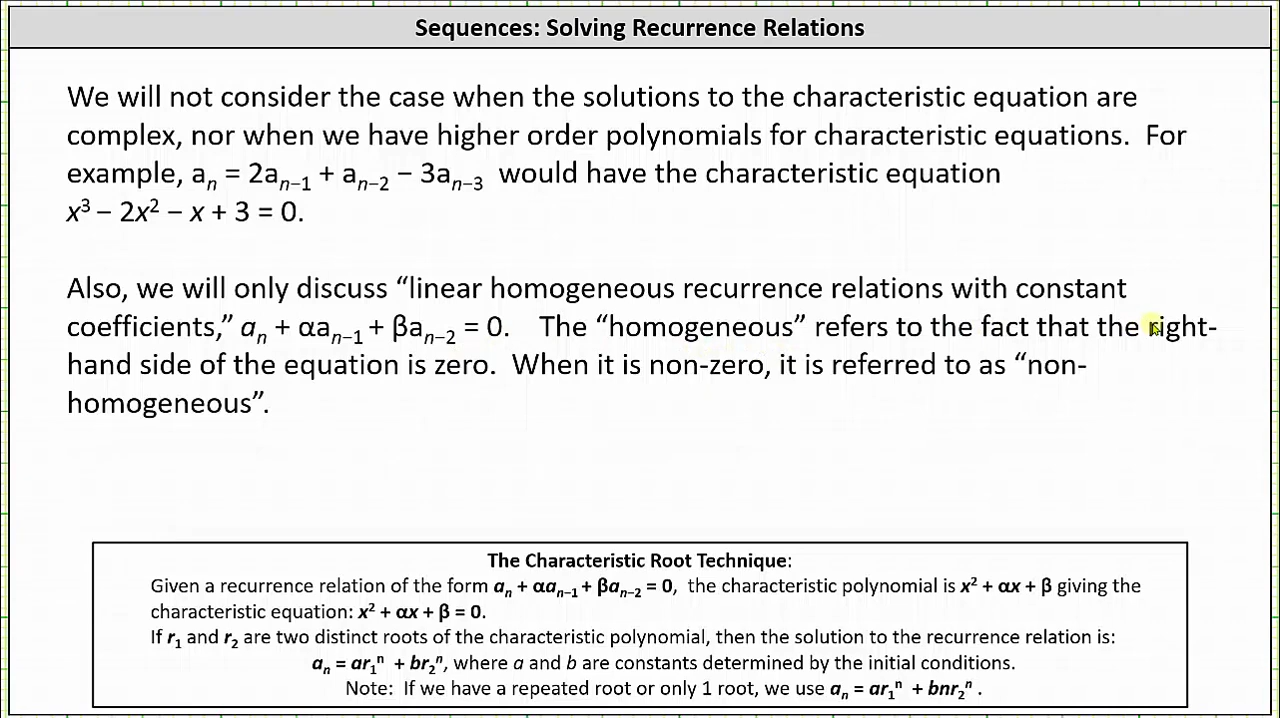 Sequences: Solving Recurrence Relations
We will not consider the case when the solutions to the characteristic equation are
complex, nor when we have higher order polynomials for characteristic equations. For
example, aₙ = 2aₙ₋₁ + aₙ₋₂ − 3aₙ₋₃ would have the characteristic equation
x³ − 2x² − x + 3 = 0.
Also, we will only discuss “linear homogeneous recurrence relations with constant
coefficients,” aₙ + αaₙ₋₁ + βaₙ₋₂ = 0. The “homogeneous” refers to the fact that the right-
hand side of the equation is zero. When it is non-zero, it is referred to as “non-
homogeneous”.
The Characteristic Root Technique:
Given a recurrence relation of the form aₙ + αaₙ₋₁ + βaₙ₋₂ = 0, the characteristic polynomial is x² + αx + β giving the
characteristic equation: x² + αx + β = 0.
If r₁ and r₂ are two distinct roots of the characteristic polynomial, then the solution to the recurrence relation is:
aₙ = ar₁ⁿ + br₂ⁿ, where a and b are constants determined by the initial conditions.
Note: If we have a repeated root or only 1 root, we use aₙ = ar₁ⁿ + bnr₂ⁿ .